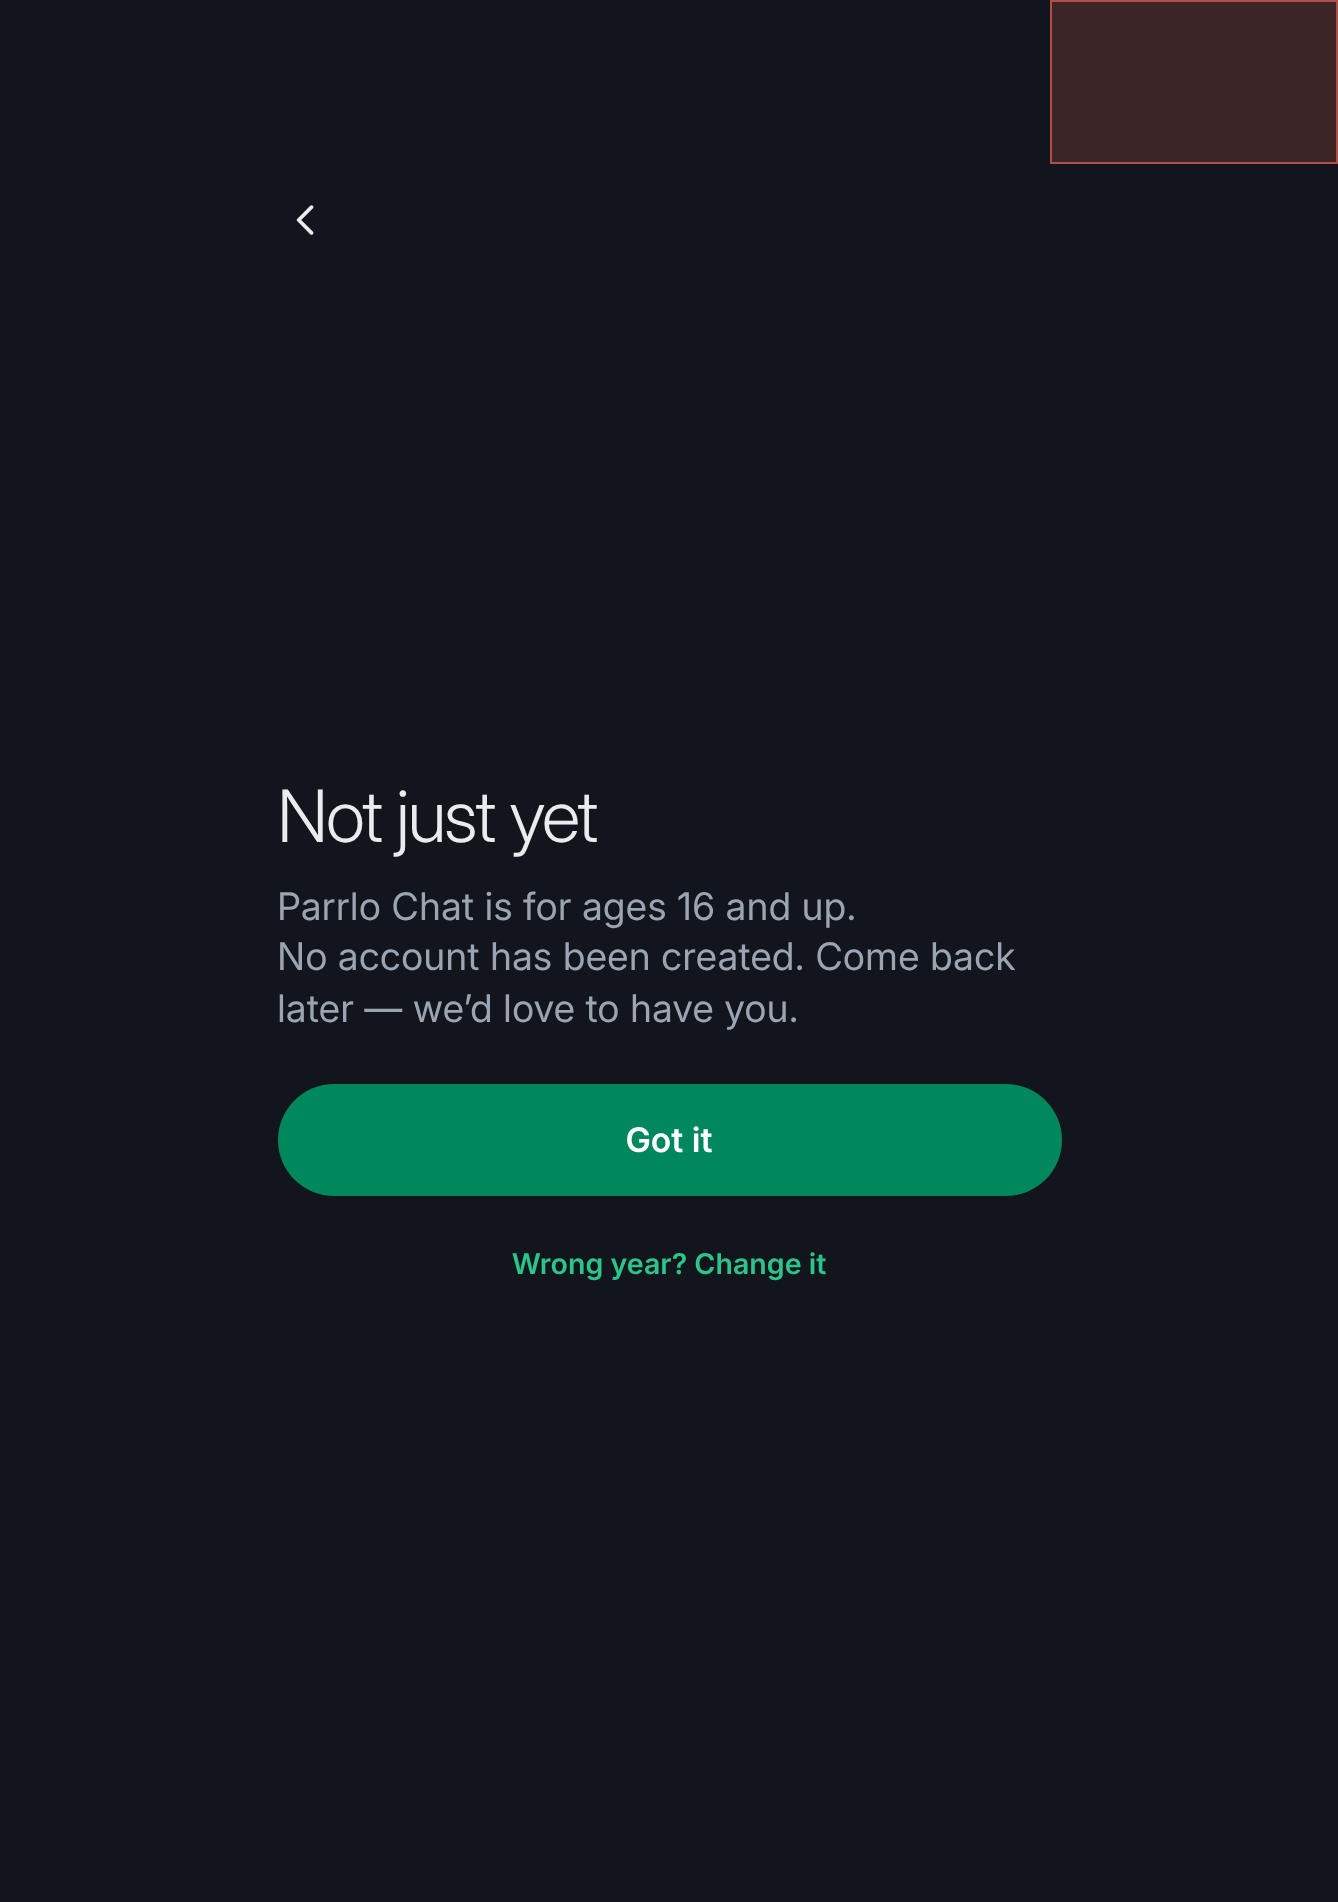 Not just yet
Parrlo Chat is for ages 16 and up.
No account has been created. Come back
later — we’d love to have you.
Got it
Wrong year? Change it